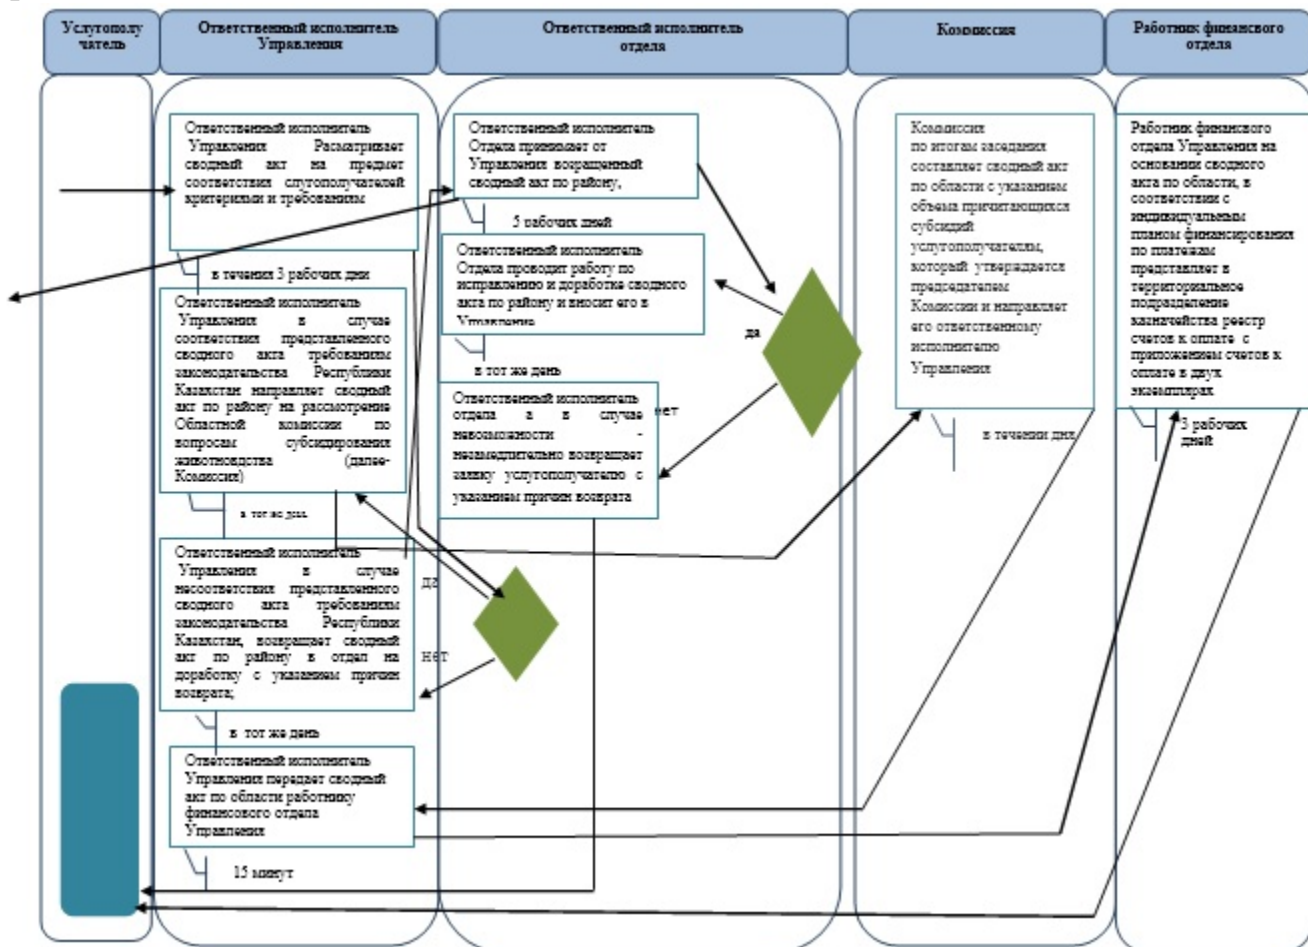 Услугополу
чатель
Ответственный исполнитель
Управления
Ответственный исполнитель
отдела
Комиссия
Работник финансвого
отдела
Ответственный исполнитель
Управления Расматривает
сводный акт на предмет
соответствия слутополучателей
критериями и требованиям
в течения 3 рабочих дни
Ответственный исполнитель
Управления в случае
соответствия представленного
сводного акта требованиям
законодательства Республики
Казахстан направляет сводный
акт по району на рассмотрение
Областной комиссии по
вопросам субсидирования
животновдства (далее-
Комиссия)
в тот же день
Ответственный исполнитель
Управления в случае
несоответствия представленного
сводного акта требованиям
законодательства Республики
Казахстан, возвращает сводный
акт по району в отдел на
доработку с указанием причин
возврата;
в тот же день
Ответственный исполнитель
Управления передает сводный
акт по области работнику
финансового отдела
Управления
15 минут
Ответственный исполнитель
Отдела принимает от
Управления возращенный
сводный акт по району,
5 рабочих дней
Ответственный исполнитель
Отдела проводит работу по
исправлению и доработке сводного
акта по району и вносит его в
Управление
в тот же день
Ответственный исполнитель
отдела а в случае
невозможности -
незамедлительно возвращает
заявку услугополучателю с
указанием причин возврата
да
нет
да
нет
Комиссия
по итогам заседания
составляет сводный акт
по области с указанием
объема причитающихся
субсидий
услугополучателям,
который утверждается
председателем
Комиссии и направляет
его ответственному
исполнителю
Управления
в течении дня
Работник финансвого
отдела Управления на
основании сводного
акта по области, в
соответствии с
индивидуальным
планом финансирования
по платежам
представляет в
территориальное
подразделение
казначейства реестр
счетов к оплате с
приложением счетов к
оплате в двух
экземплярах
3 рабочих
дней